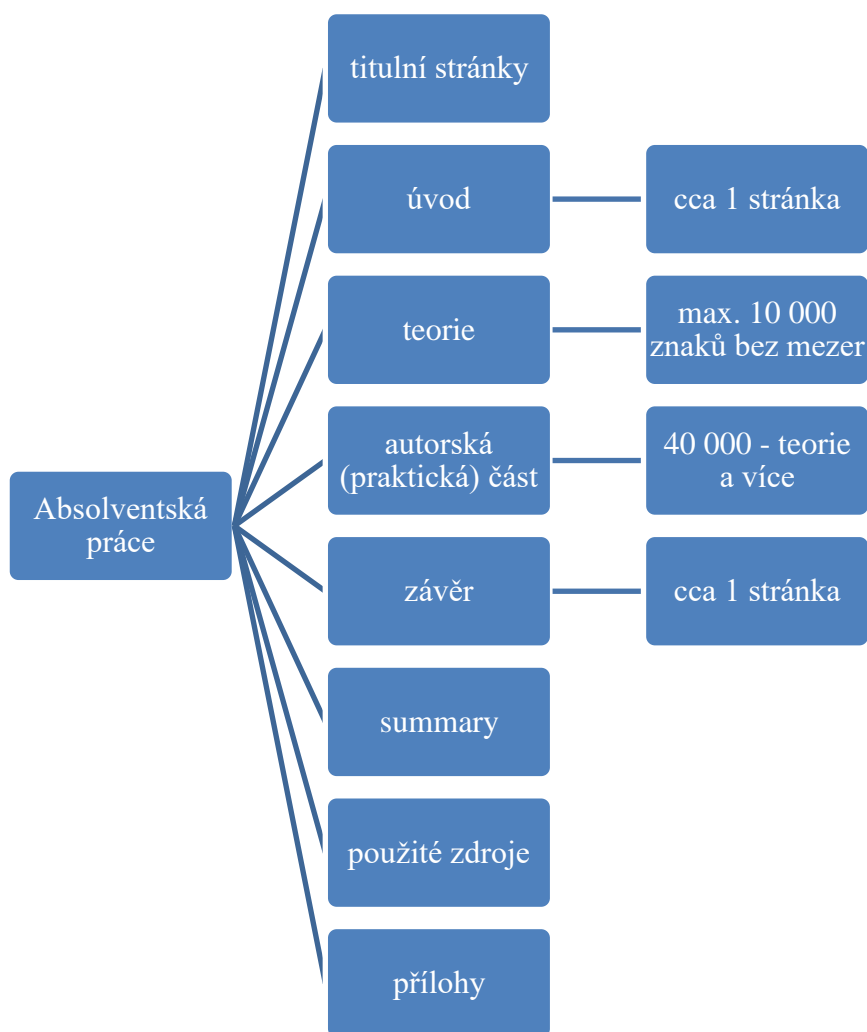 Absolventská
práce
titulní stránky
úvod
cca 1 stránka
teorie
max. 10 000
znaků bez mezer
autorská
(praktická) část
40 000 - teorie
a více
závěr
cca 1 stránka
summary
použité zdroje
přílohy